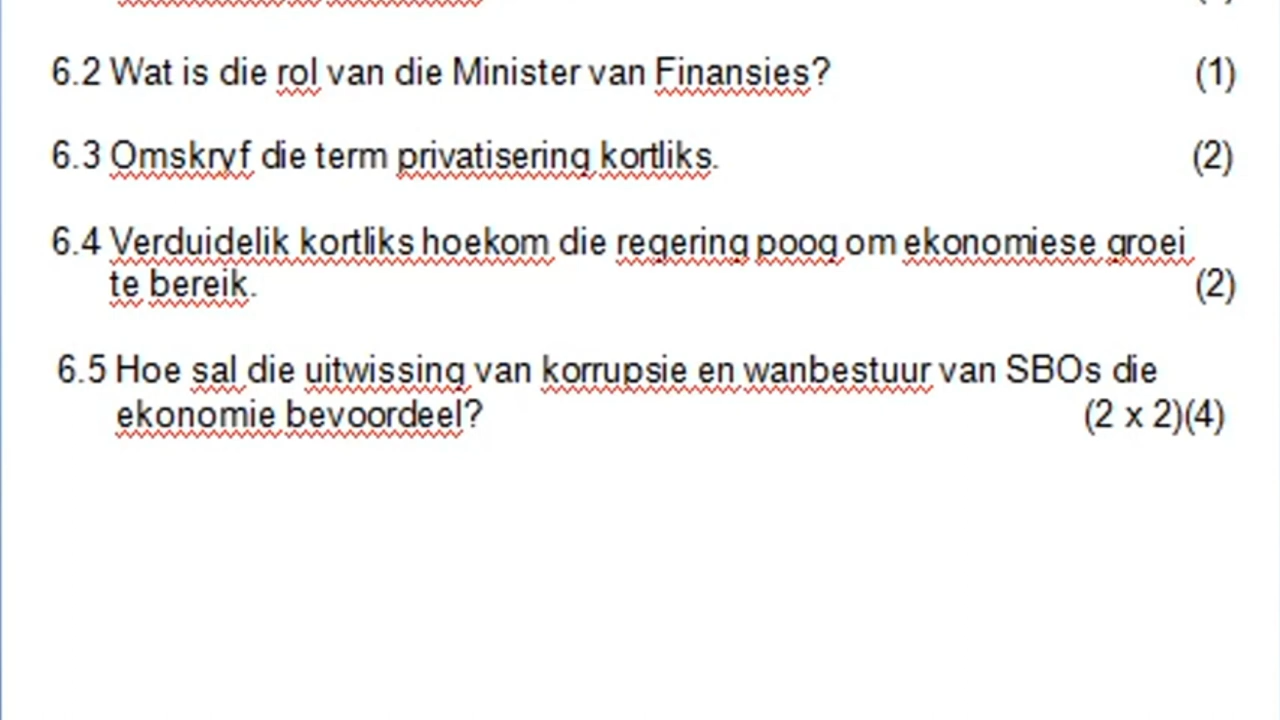 6.2 Wat is die rol van die Minister van Finansies? (1)
6.3 Omskryf die term privatisering kortliks. (2)
6.4 Verduidelik kortliks hoekom die regering poog om ekonomiese groei
te bereik. (2)
6.5 Hoe sal die uitwissing van korrupsie en wanbestuur van SBOs die
ekonomie bevoordeel? (2 x 2)(4)